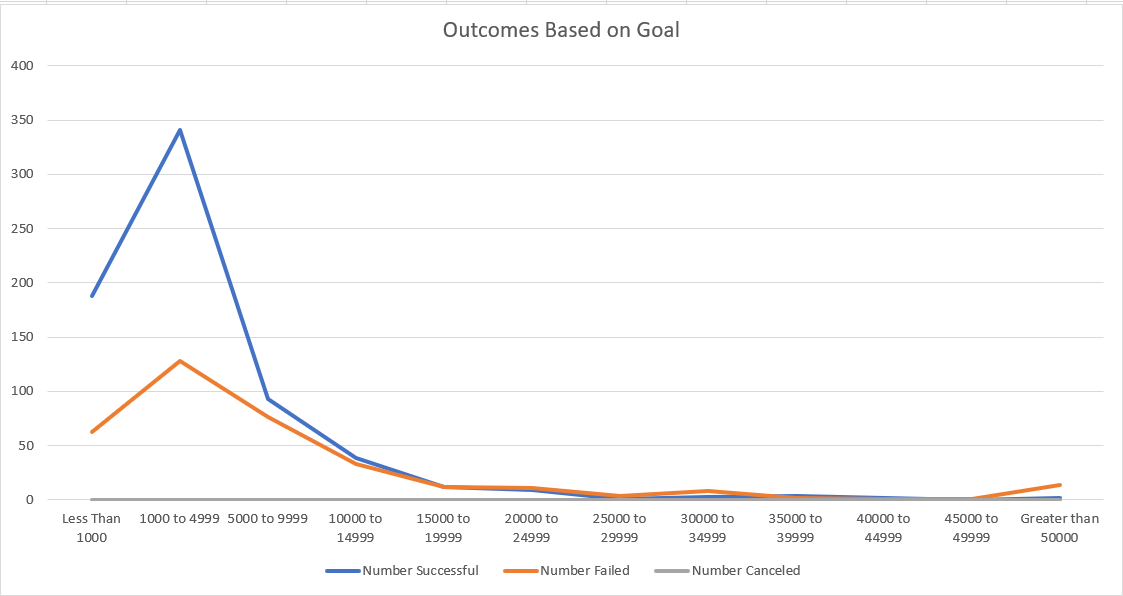 Outcomes Based on Goal
400
350
300
250
200
150
100
50
0
Less Than
1000
1000 to 4999
5000 to 9999
10000 to
14999
15000 to
19999
20000 to
24999
25000 to
29999
30000 to
34999
35000 to
39999
40000 to
44999
45000 to
49999
Greater than
50000
Number Successful
Number Failed
Number Canceled